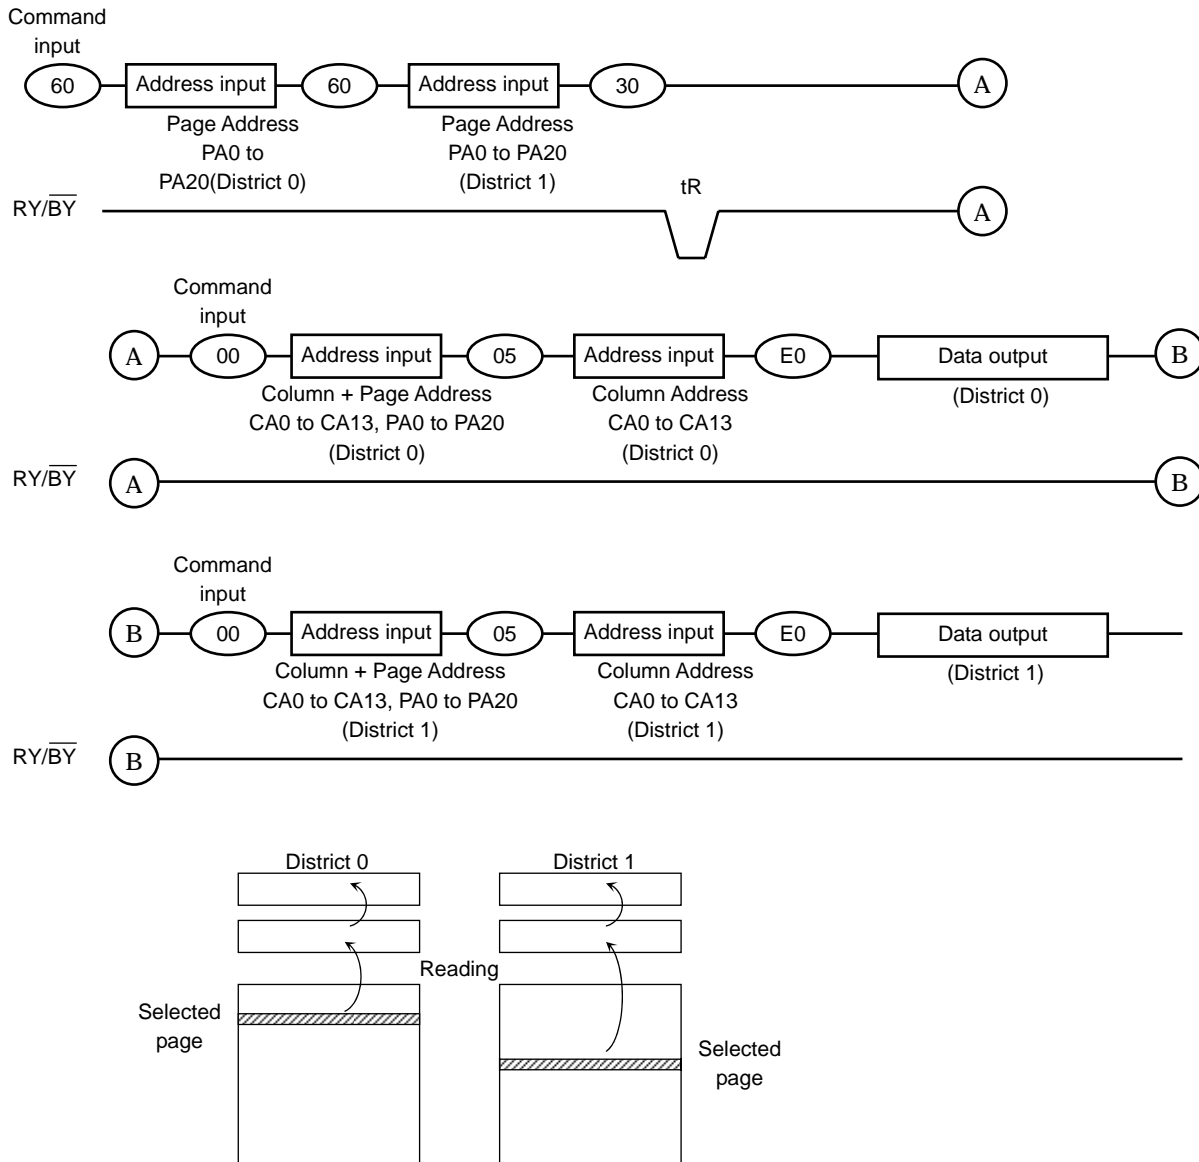 Command
input
60 Address input 60 Address input 30 A
Page Address
PA0 to
PA20(District 0)
Page Address
PA0 to PA20
(District 1)
tR
RY/BY A
Command
input
A 00 Address input 05 Address input E0 Data output B
Column + Page Address
CA0 to CA13, PA0 to PA20
(District 0)
Column Address
CA0 to CA13
(District 0)
(District 0)
RY/BY A B
Command
input
B 00 Address input 05 Address input E0 Data output
Column + Page Address
CA0 to CA13, PA0 to PA20
(District 1)
Column Address
CA0 to CA13
(District 1)
(District 1)
RY/BY B
District 0 District 1
Reading
Selected
page
Selected
page